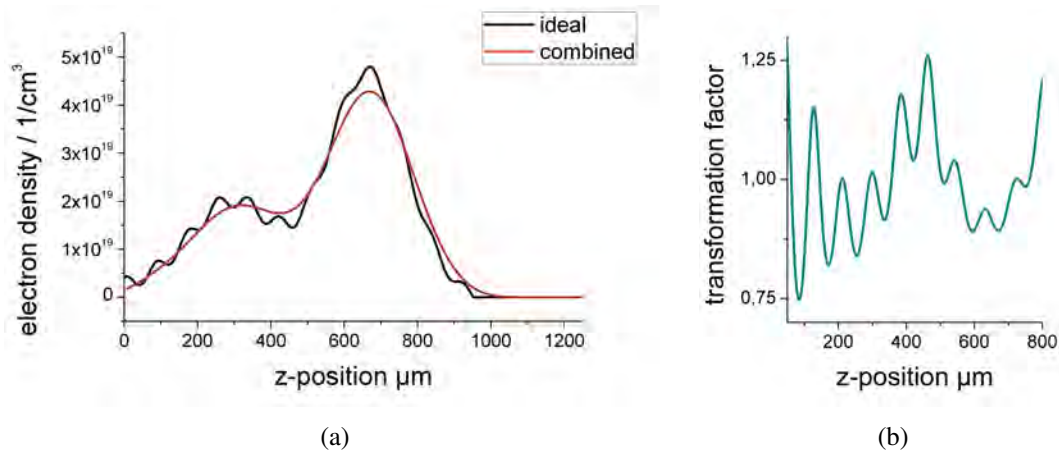 ideal
combined
electron density / 1/cm³
5x10¹⁹
4x10¹⁹
3x10¹⁹
2x10¹⁹
1x10¹⁹
0
0 200 400 600 800 1000 1200
z-position µm
(a)
transformation factor
1,25
1,00
0,75
200 400 600 800
z-position µm
(b)